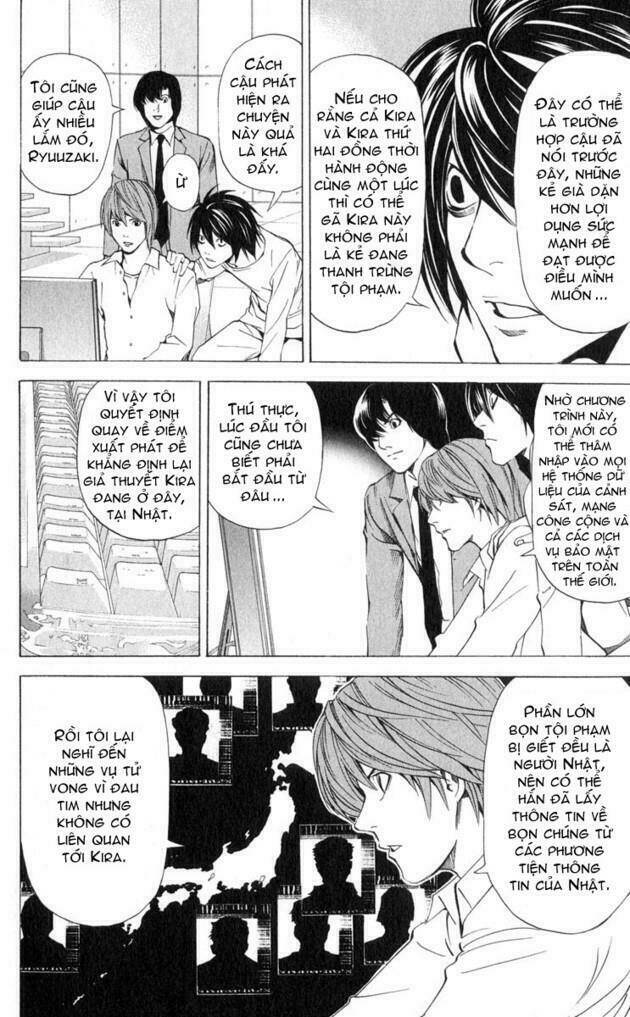 ĐÂY CÓ THỂ
LÀ TRƯỜNG
HỢP CẬU ĐÃ
NÓI TRƯỚC
ĐÂY, NHỮNG
KẺ GIÀ DẶN
HƠN LỢI
DỤNG SỨC
MẠNH ĐỂ
ĐẠT ĐƯỢC
ĐIỀU MÌNH
MUỐN ...
NẾU CHO
RẰNG CẢ KIRA
VÀ KIRA THỨ
HAI ĐỒNG THỜI
HÀNH ĐỘNG
CÙNG MỘT LÚC
THÌ CÓ THỂ
GÃ KIRA NÀY
KHÔNG PHẢI
LÀ KẺ ĐANG
THANH TRỪNG
TỘI PHẠM.
CÁCH
CẬU PHÁT
HIỆN RA
CHUYỆN
NÀY QUẢ
LÀ KHÁ
ĐẤY.
Ừ
TÔI CŨNG
GIÚP CẬU
ẤY NHIỀU
LẮM ĐÓ,
RYUUZAKI.
NHỜ CHƯƠNG
TRÌNH NÀY,
TÔI MỚI CÓ
THỂ THÂM
NHẬP VÀO MỌI
HỆ THỐNG DỮ
LIỆU CỦA CẢNH
SÁT, MẠNG
CÔNG CỘNG VÀ
CẢ CÁC DỊCH
VỤ BẢO MẬT
TRÊN TOÀN
THẾ GIỚI.
THÚ THỰC,
LÚC ĐẦU TÔI
CŨNG CHƯA
BIẾT PHẢI
BẮT ĐẦU TỪ
ĐÂU ...
VÌ VẬY TÔI
QUYẾT ĐỊNH
QUAY VỀ ĐIỂM
XUẤT PHÁT ĐỂ
KHẲNG ĐỊNH LẠI
GIẢ THUYẾT KIRA
ĐANG Ở ĐÂY,
TẠI NHẬT.
PHẦN LỚN
BỌN TỘI PHẠM
BỊ GIẾT ĐỀU LÀ
NGƯỜI NHẬT,
NÊN CÓ THỂ
HẮN ĐÃ LẤY
THÔNG TIN VỀ
BỌN CHÚNG TỪ
CÁC PHƯƠNG
TIỆN THÔNG
TIN CỦA NHẬT.
RỒI TÔI LẠI
NGHĨ ĐẾN
NHỮNG VỤ TỬ
VONG VÌ ĐAU
TIM NHƯNG
KHÔNG CÓ
LIÊN QUAN
TỚI KIRA.